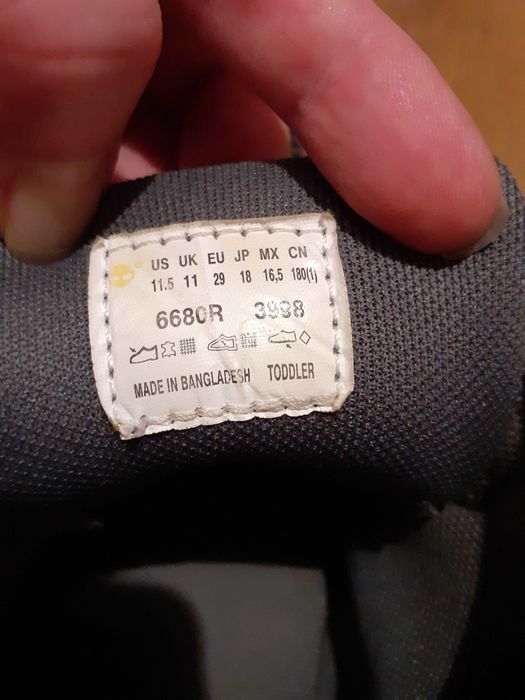 US UK EU JP MX CN
11.5 11 29 18 16,5 180(1)
6680R 3998
MADE IN BANGLADESH TODDLER